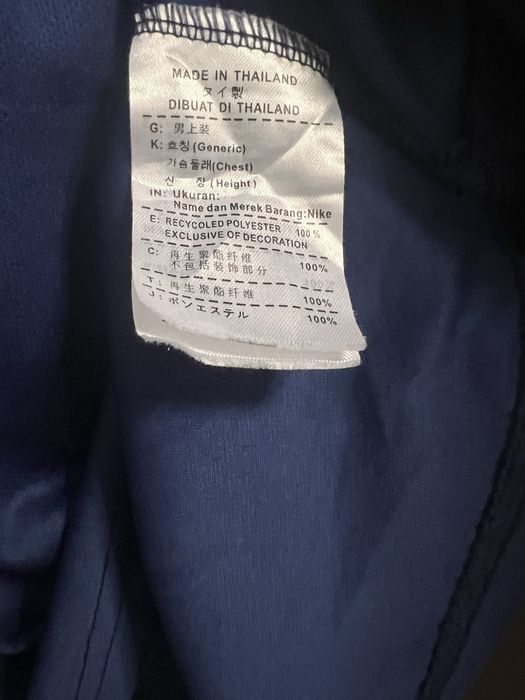 MADE IN THAILAND
タイ製
DIBUAT DI THAILAND
G: 男上装
K: 호칭 (Generic)
가슴둘레(Chest)
신 장 (Height)
IN: Ukuran:
Name dan Merek Barang:Nike
E: RECYCOLED POLYESTER 100 %
EXCLUSIVE OF DECORATION
C: 再生聚酯纤维 100%
不包括装饰部分
T: 再生聚酯纤维 100%
J: ポンエステル 100%